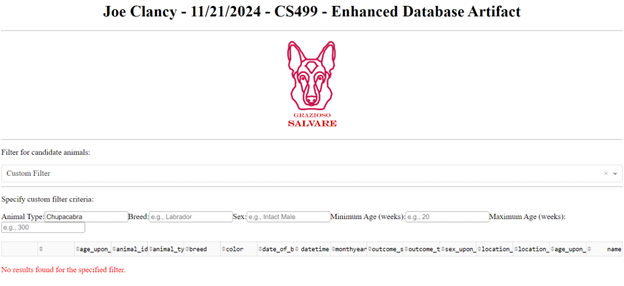 Joe Clancy - 11/21/2024 - CS499 - Enhanced Database Artifact
GRAZIOSO
SALVARE
Filter for candidate animals:
Custom Filter
Specify custom filter criteria:
Animal Type: Chupacabra Breed: e.g., Labrador Sex: e.g., Intact Male Minimum Age (weeks): e.g., 20 Maximum Age (weeks):
e.g., 300
age_upon_ animal_id animal_ty breed color date_of_b datetime monthyear outcome_s outcome_t sex_upon_ location_ location_ age_upon_ name
No results found for the specified filter.